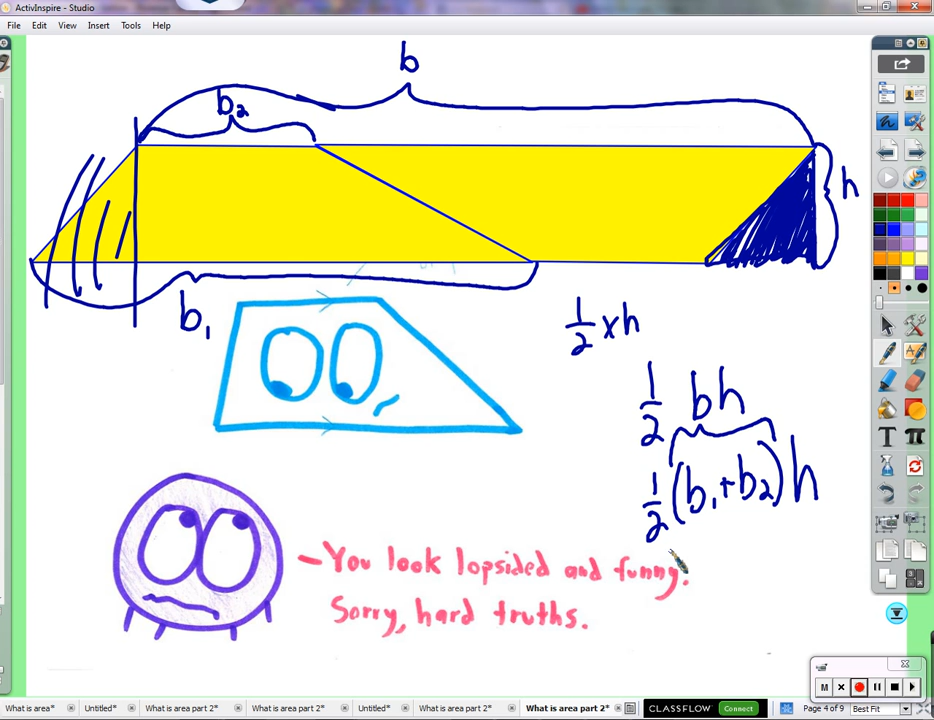 ActivInspire - Studio
File Edit View Insert Tools Help
b
b₂
h
b₁
½ x h
½ bh
½ (b₁ + b₂) h
- You look lopsided and funny.
Sorry, hard truths.
M
What is area* Untitled* What is area part 2* What is area part 2* Untitled* What is area part 2* What is area part 2* CLASSFLOW Connect Page 4 of 9 Best Fit